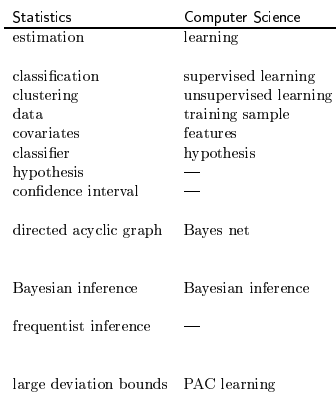 Statistics Computer Science
estimation learning
classification supervised learning
clustering unsupervised learning
data training sample
covariates features
classifier hypothesis
hypothesis —
confidence interval —
directed acyclic graph Bayes net
Bayesian inference Bayesian inference
frequentist inference —
large deviation bounds PAC learning